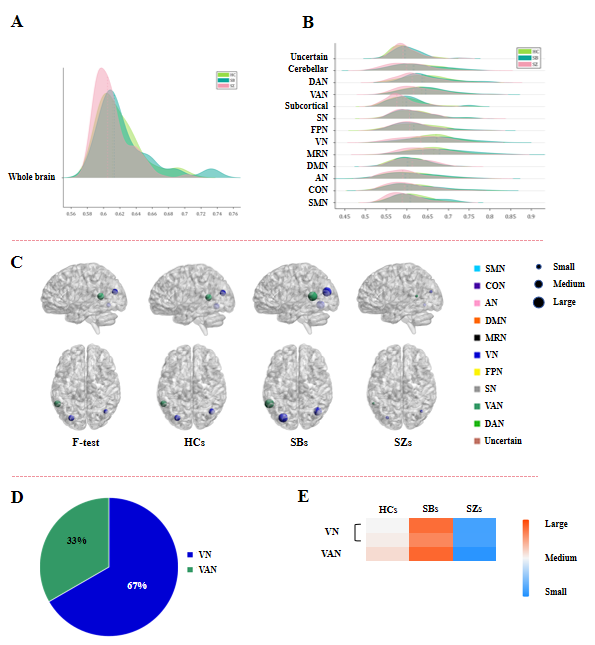 A
HC
SB
SZ
Whole brain
0.56 0.58 0.6 0.62 0.64 0.66 0.68 0.7 0.72 0.74 0.76
B
HC
SB
SZ
Uncertain
Cerebellar
DAN
VAN
Subcortical
SN
FPN
VN
MRN
DMN
AN
CON
SMN
0.45 0.5 0.55 0.6 0.65 0.7 0.75 0.8 0.85 0.9
C
F-test HCs SBs SZs
SMN
CON
AN
DMN
MRN
VN
FPN
SN
VAN
DAN
Uncertain
Small
Medium
Large
D
33%
67%
VN
VAN
E
HCs SBs SZs
VN
VAN
Large
Medium
Small